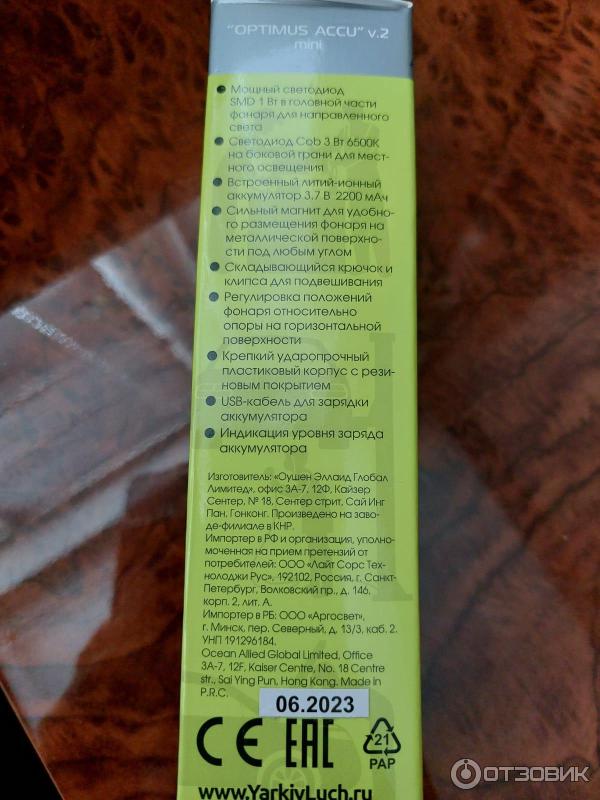 "OPTIMUS ACCU" v.2
mini
● Мощный светодиод
SMD 1 Вт в головной части
фонаря для направленного
света
● Светодиод Cob 3 Вт 6500К
на боковой грани для мест-
ного освещения
● Встроенный литий-ионный
аккумулятор 3.7 В 2200 мАч
● Сильный магнит для удобно-
го размещения фонаря на
металлической поверхно-
сти под любым углом
● Складывающийся крючок и
клипса для подвешивания
● Регулировка положений
фонаря относительно
опоры на горизонтальной
поверхности
● Крепкий ударопрочный
пластиковый корпус с рези-
новым покрытием
● USB-кабель для зарядки
аккумулятора
● Индикация уровня заряда
аккумулятора
Изготовитель: «Оушен Эллаид Глобал
Лимитед», офис 3А-7, 12Ф, Кайзер
Сентер, № 18, Сентер стрит, Сай Инг
Пан, Гонконг. Произведено на заво-
де-филиале в КНР.
Импортер в РФ и организация, уполно-
моченная на прием претензий от
потребителей: ООО «Лайт Сорс Тех-
нолоджи Рус», 192102, Россия, г. Санкт-
Петербург, Волковский пр., д. 146,
корп. 2, лит. А.
Импортер в РБ: ООО «Аргосвет»,
г. Минск, пер. Северный, д. 13/3, каб. 2.
УНП 191296184.
Ocean Allied Global Limited, Office
3A-7, 12F, Kaiser Centre, No. 18 Centre
str., Sai Ying Pun, Hong Kong. Made in
P.R.C.
06.2023
CE EAC 21
PAP
www.YarkiyLuch.com
ОТЗОВИК